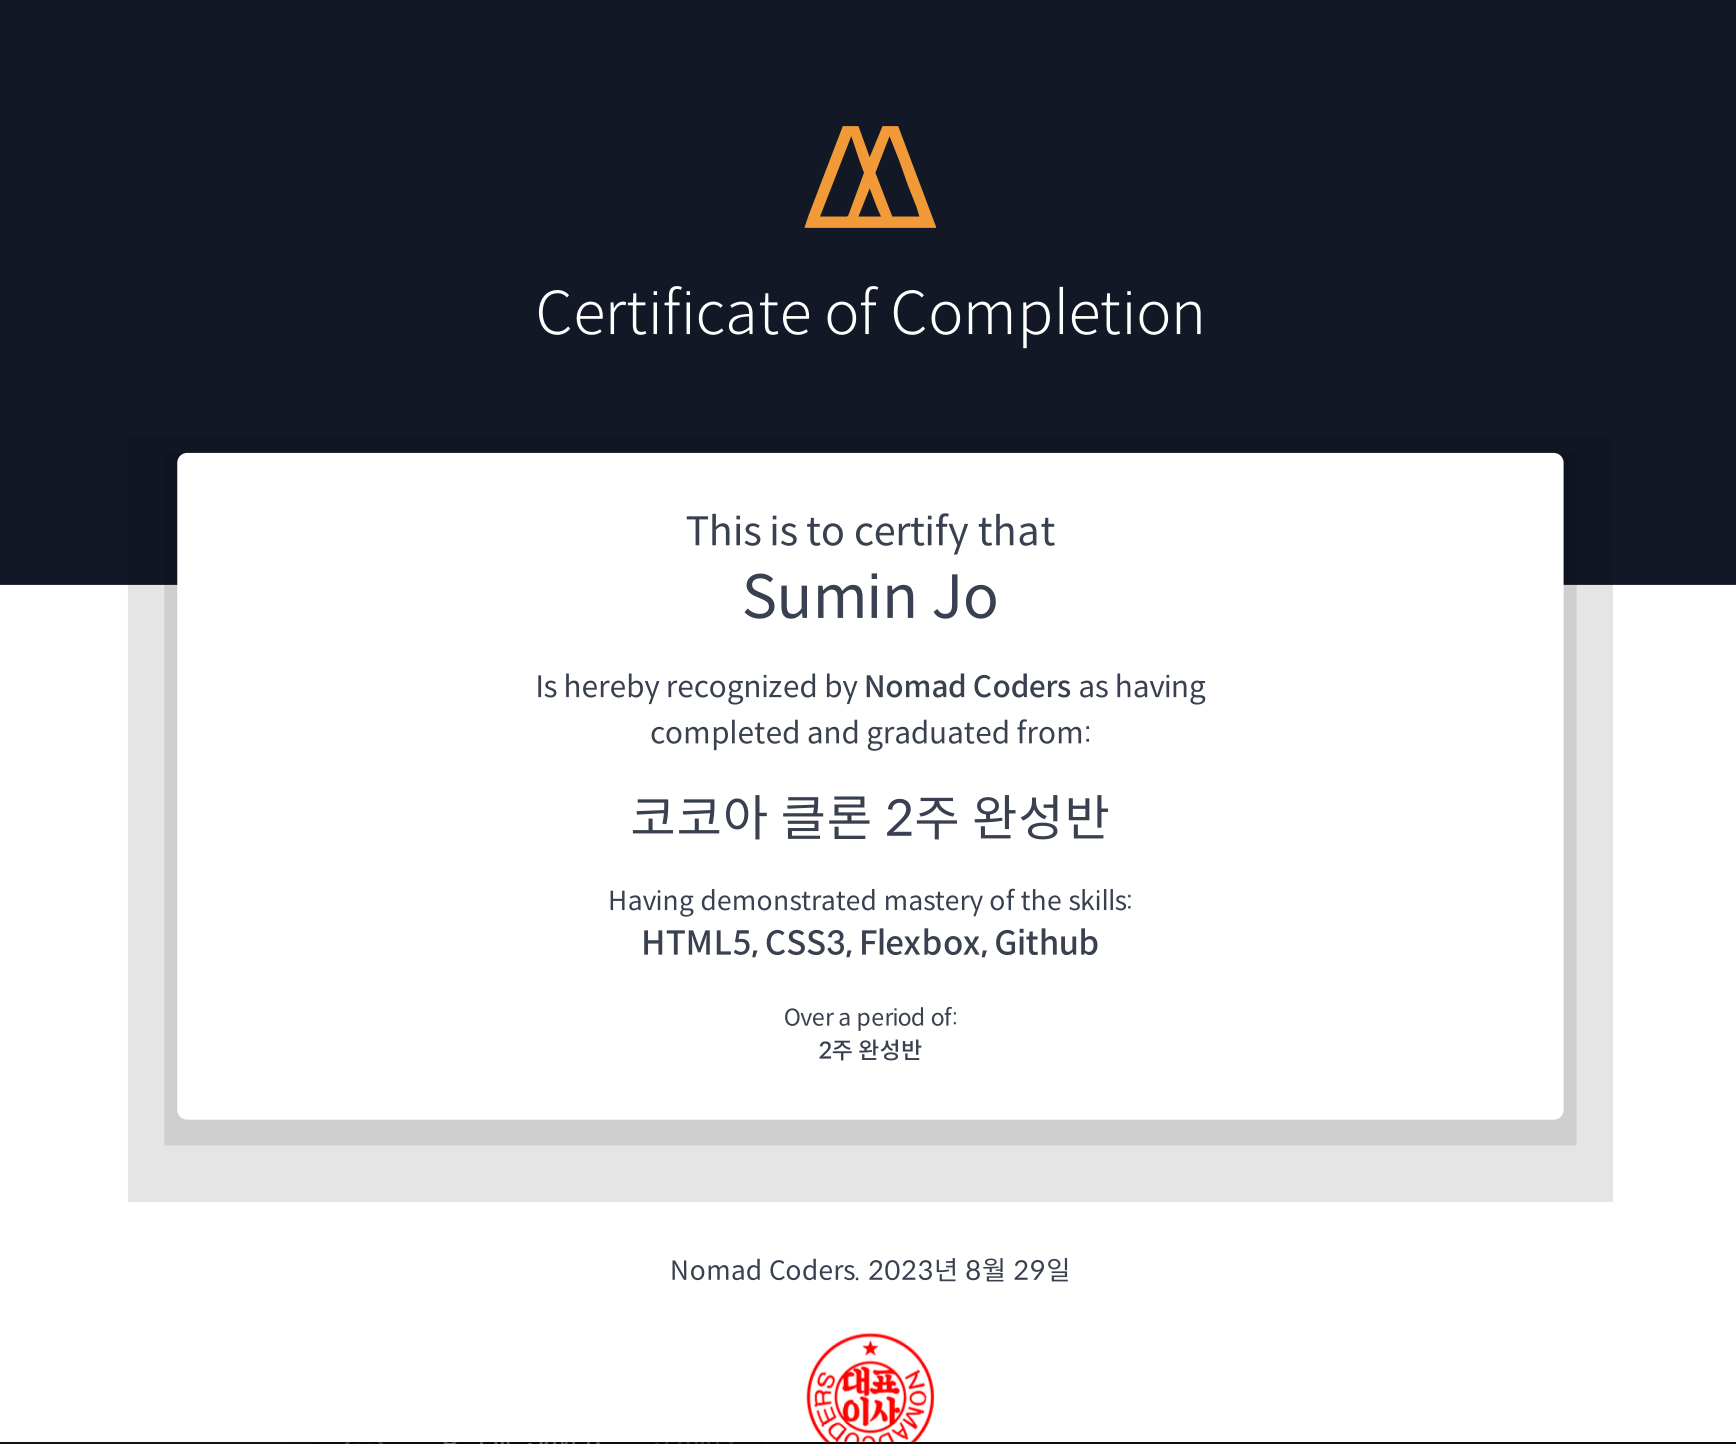 Certificate of Completion
This is to certify that
Sumin Jo
Is hereby recognized by Nomad Coders as having
completed and graduated from:
코코아 클론 2주 완성반
Having demonstrated mastery of the skills:
HTML5, CSS3, Flexbox, Github
Over a period of:
2주 완성반
Nomad Coders. 2023년 8월 29일
대표
이사
NOMADCODERS